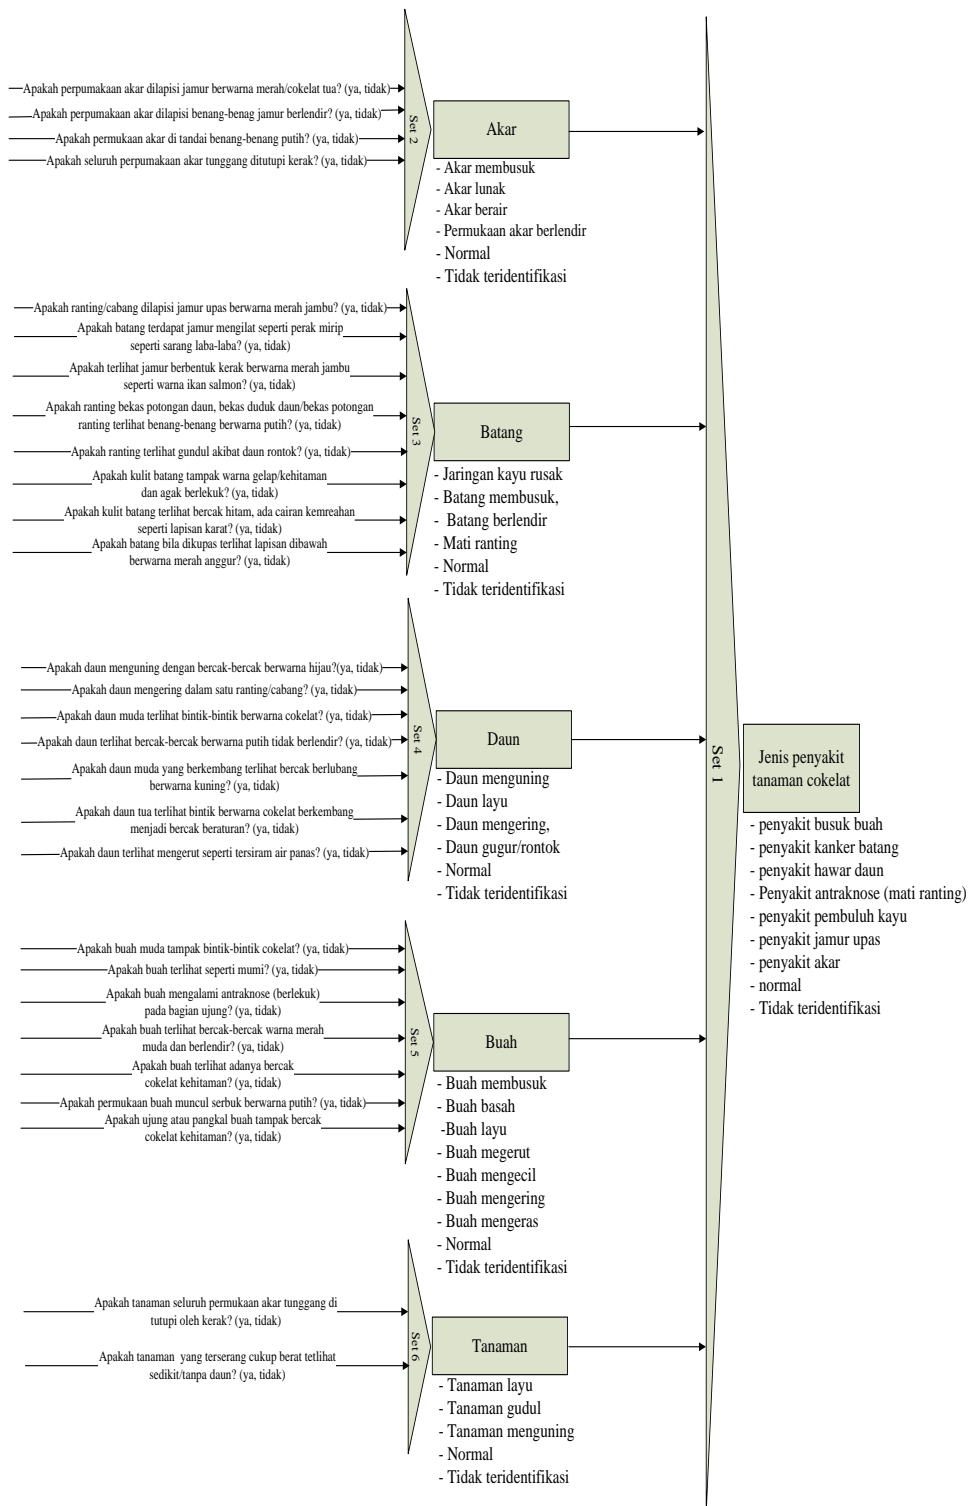 Apakah perpumakaan akar dilapisi jamur berwarna merah/cokelat tua? (ya, tidak)
Apakah perpumakaan akar dilapisi benang-benag jamur berlendir? (ya, tidak)
Apakah permukaan akar di tandai benang-benang putih? (ya, tidak)
Apakah seluruh perpumakaan akar tunggang ditutupi kerak? (ya, tidak)
Set 2
Akar
- Akar membusuk
- Akar lunak
- Akar berair
- Permukaan akar berlendir
- Normal
- Tidak teridentifikasi
Apakah ranting/cabang dilapisi jamur upas berwarna merah jambu? (ya, tidak)
Apakah batang terdapat jamur mengilat seperti perak mirip
seperti sarang laba-laba? (ya, tidak)
Apakah terlihat jamur berbentuk kerak berwarna merah jambu
seperti warna ikan salmon? (ya, tidak)
Apakah ranting bekas potongan daun, bekas duduk daun/bekas potongan
ranting terlihat benang-benang berwarna putih? (ya, tidak)
Apakah ranting terlihat gundul akibat daun rontok? (ya, tidak)
Apakah kulit batang tampak warna gelap/kehitaman
dan agak berlekuk? (ya, tidak)
Apakah kulit batang terlihat bercak hitam, ada cairan kemreahan
seperti lapisan karat? (ya, tidak)
Apakah batang bila dikupas terlihat lapisan dibawah
berwarna merah anggur? (ya, tidak)
Set 3
Batang
- Jaringan kayu rusak
- Batang membusuk,
- Batang berlendir
- Mati ranting
- Normal
- Tidak teridentifikasi
Apakah daun menguning dengan bercak-bercak berwarna hijau?(ya, tidak)
Apakah daun mengering dalam satu ranting/cabang? (ya, tidak)
Apakah daun muda terlihat bintik-bintik berwarna cokelat? (ya, tidak)
Apakah daun terlihat bercak-bercak berwarna putih tidak berlendir? (ya, tidak)
Apakah daun muda yang berkembang terlihat bercak berlubang
berwarna kuning? (ya, tidak)
Apakah daun tua terlihat bintik berwarna cokelat berkembang
menjadi bercak beraturan? (ya, tidak)
Apakah daun terlihat mengerut seperti tersiram air panas? (ya, tidak)
Set 4
Daun
- Daun menguning
- Daun layu
- Daun mengering,
- Daun gugur/rontok
- Normal
- Tidak teridentifikasi
Apakah buah muda tampak bintik-bintik cokelat? (ya, tidak)
Apakah buah terlihat seperti mumi? (ya, tidak)
Apakah buah mengalami antraknose (berlekuk)
pada bagian ujung? (ya, tidak)
Apakah buah terlihat bercak-bercak warna merah
muda dan berlendir? (ya, tidak)
Apakah buah terlihat adanya bercak
cokelat kehitaman? (ya, tidak)
Apakah permukaan buah muncul serbuk berwarna putih? (ya, tidak)
Apakah ujung atau pangkal buah tampak bercak
cokelat kehitaman? (ya, tidak)
Set 5
Buah
- Buah membusuk
- Buah basah
-Buah layu
- Buah megerut
- Buah mengecil
- Buah mengering
- Buah mengeras
- Normal
- Tidak teridentifikasi
Apakah tanaman seluruh permukaan akar tunggang di
tutupi oleh kerak? (ya, tidak)
Apakah tanaman yang terserang cukup berat tetlihat
sedikit/tanpa daun? (ya, tidak)
Set 6
Tanaman
- Tanaman layu
- Tanaman gudul
- Tanaman menguning
- Normal
- Tidak teridentifikasi
Set 1
Jenis penyakit
tanaman cokelat
- penyakit busuk buah
- penyakit kanker batang
- penyakit hawar daun
- Penyakit antraknose (mati ranting)
- penyakit pembuluh kayu
- penyakit jamur upas
- penyakit akar
- normal
- Tidak teridentifikasi